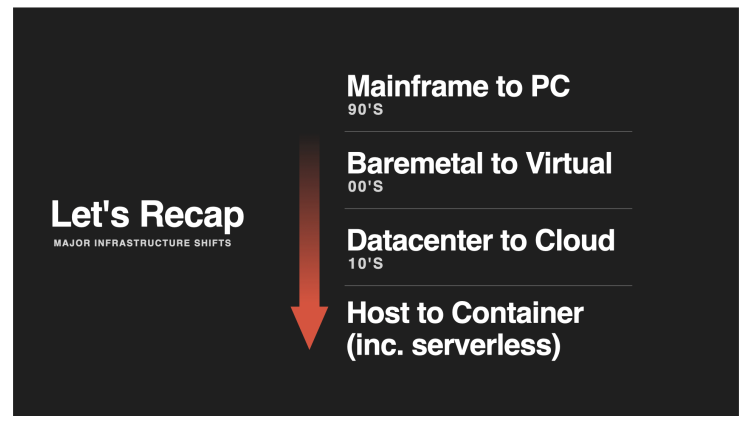 Let's Recap
MAJOR INFRASTRUCTURE SHIFTS
Mainframe to PC
90'S
Baremetal to Virtual
00'S
Datacenter to Cloud
10'S
Host to Container
(inc. serverless)